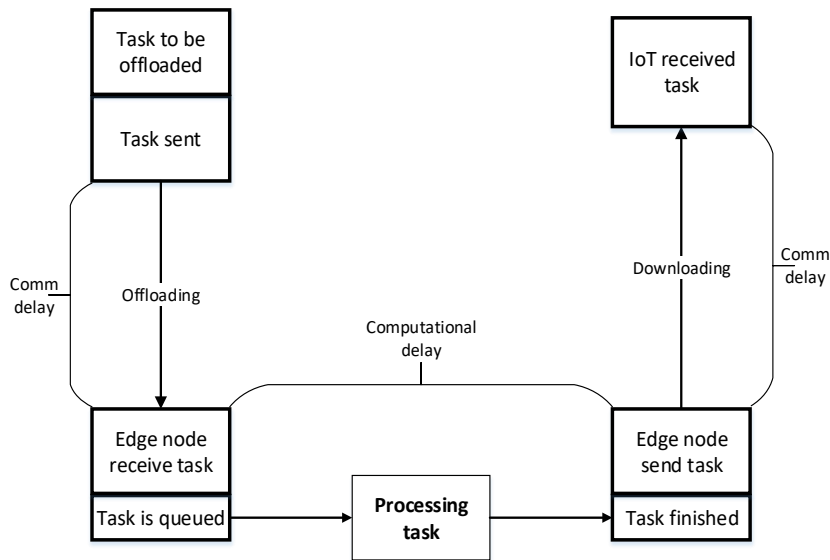 Task to be
offloaded
Task sent
Comm
delay
Offloading
Edge node
receive task
Task is queued
Computational
delay
Processing
task
IoT received
task
Downloading
Comm
delay
Edge node
send task
Task finished